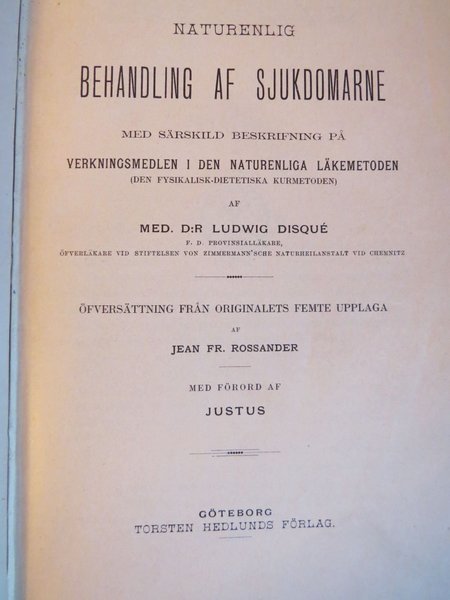 NATURENLIG
BEHANDLING AF SJUKDOMARNE
MED SÄRSKILD BESKRIFNING PÅ
VERKNINGSMEDLEN I DEN NATURENLIGA LÄKEMETODEN
(DEN FYSIKALISK-DIETETISKA KURMETODEN)
AF
MED. D:R LUDWIG DISQUÉ
F. D. PROVINSIALLÄKARE,
ÖFVERLÄKARE VID STIFTELSEN VON ZIMMERMANN'SCHE NATURHEILANSTALT VID CHEMNITZ
ÖFVERSÄTTNING FRÅN ORIGINALETS FEMTE UPPLAGA
AF
JEAN FR. ROSSANDER
MED FÖRORD AF
JUSTUS
GÖTEBORG
TORSTEN HEDLUNDS FÖRLAG.